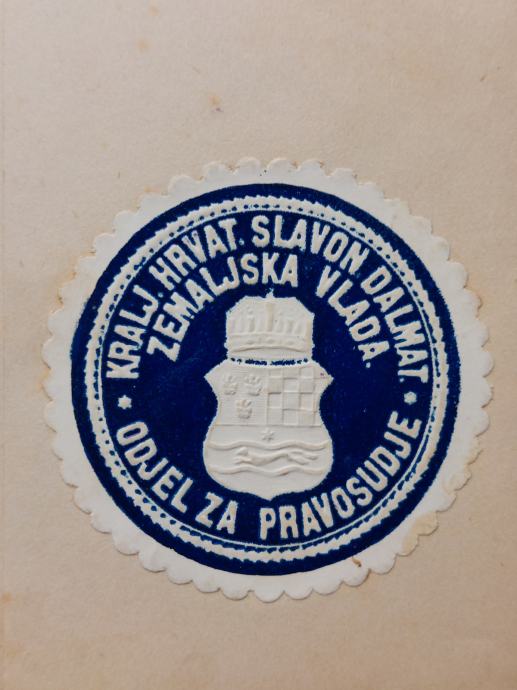 KRALJ. HRVAT. SLAVON. DALMAT.
ZEMALJSKA VLADA.
* ODJEL ZA PRAVOSUDJE *